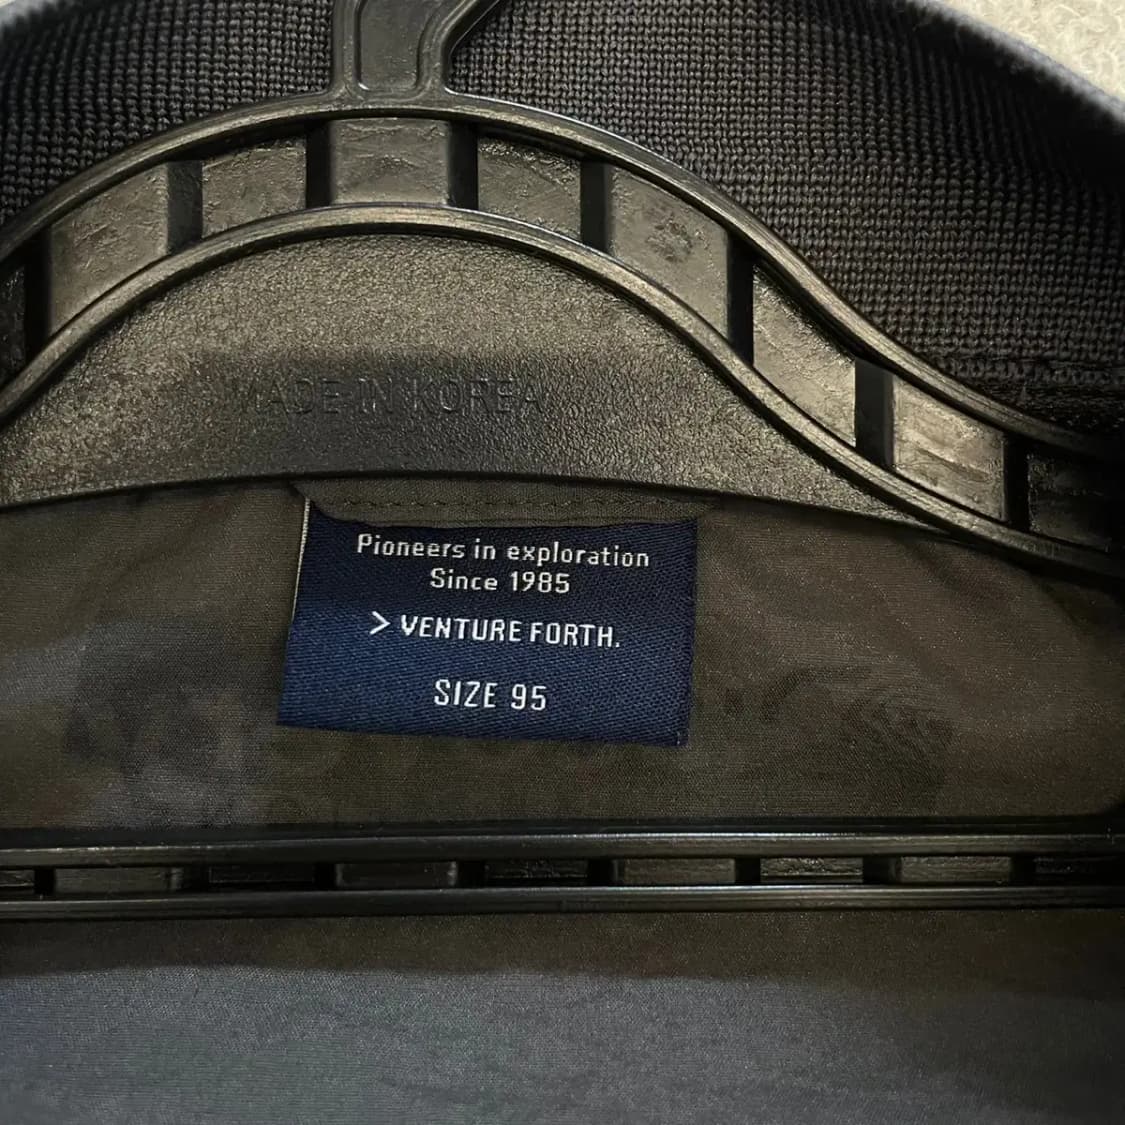 MADE IN KOREA
Pioneers in exploration
Since 1985
> VENTURE FORTH.
SIZE 95